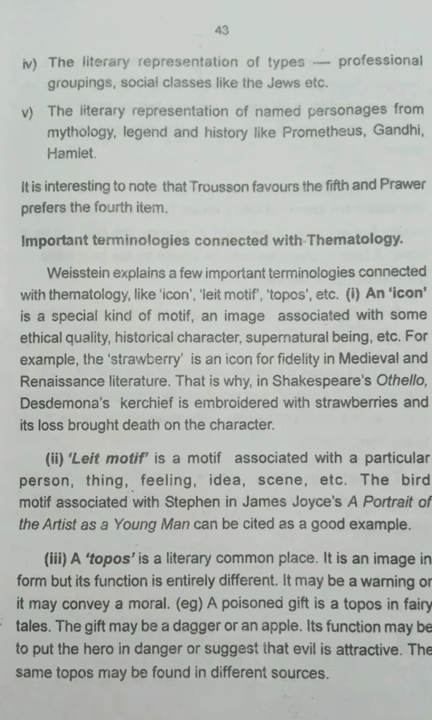 43
iv) The literary representation of types — professional
groupings, social classes like the Jews etc.
v) The literary representation of named personages from
mythology, legend and history like Prometheus, Gandhi,
Hamlet.
It is interesting to note that Trousson favours the fifth and Prawer
prefers the fourth item.
Important terminologies connected with Thematology.
Weisstein explains a few important terminologies connected
with thematology, like 'icon', 'leit motif', 'topos', etc. (i) An 'icon'
is a special kind of motif, an image associated with some
ethical quality, historical character, supernatural being, etc. For
example, the 'strawberry' is an icon for fidelity in Medieval and
Renaissance literature. That is why, in Shakespeare's Othello,
Desdemona's kerchief is embroidered with strawberries and
its loss brought death on the character.
(ii) 'Leit motif' is a motif associated with a particular
person, thing, feeling, idea, scene, etc. The bird
motif associated with Stephen in James Joyce's A Portrait of
the Artist as a Young Man can be cited as a good example.
(iii) A 'topos' is a literary common place. It is an image in
form but its function is entirely different. It may be a warning or
it may convey a moral. (eg) A poisoned gift is a topos in fairy
tales. The gift may be a dagger or an apple. Its function may be
to put the hero in danger or suggest that evil is attractive. The
same topos may be found in different sources.